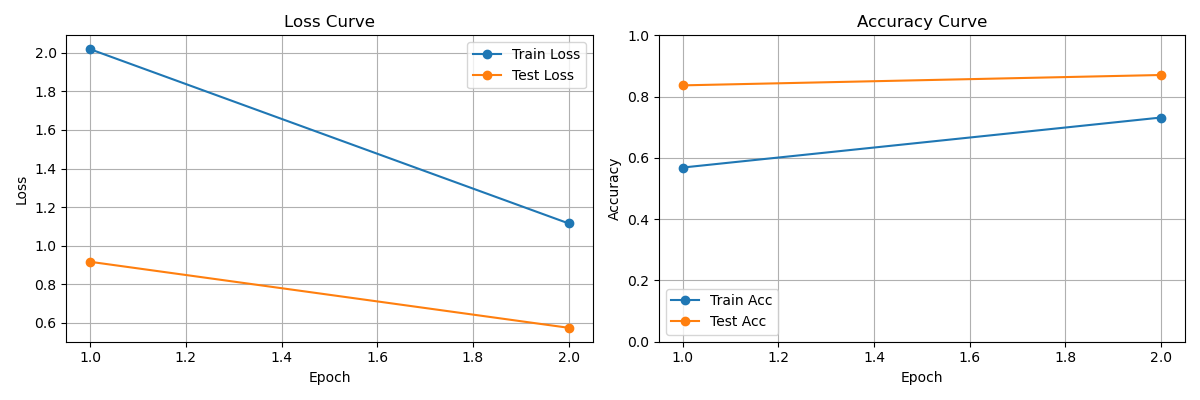 Loss Curve
2.0
1.8
1.6
1.4
1.2
1.0
0.8
0.6
Loss
Train Loss
Test Loss
1.0 1.2 1.4 1.6 1.8 2.0
Epoch
Accuracy Curve
1.0
0.8
0.6
0.4
0.2
0.0
Accuracy
Train Acc
Test Acc
1.0 1.2 1.4 1.6 1.8 2.0
Epoch